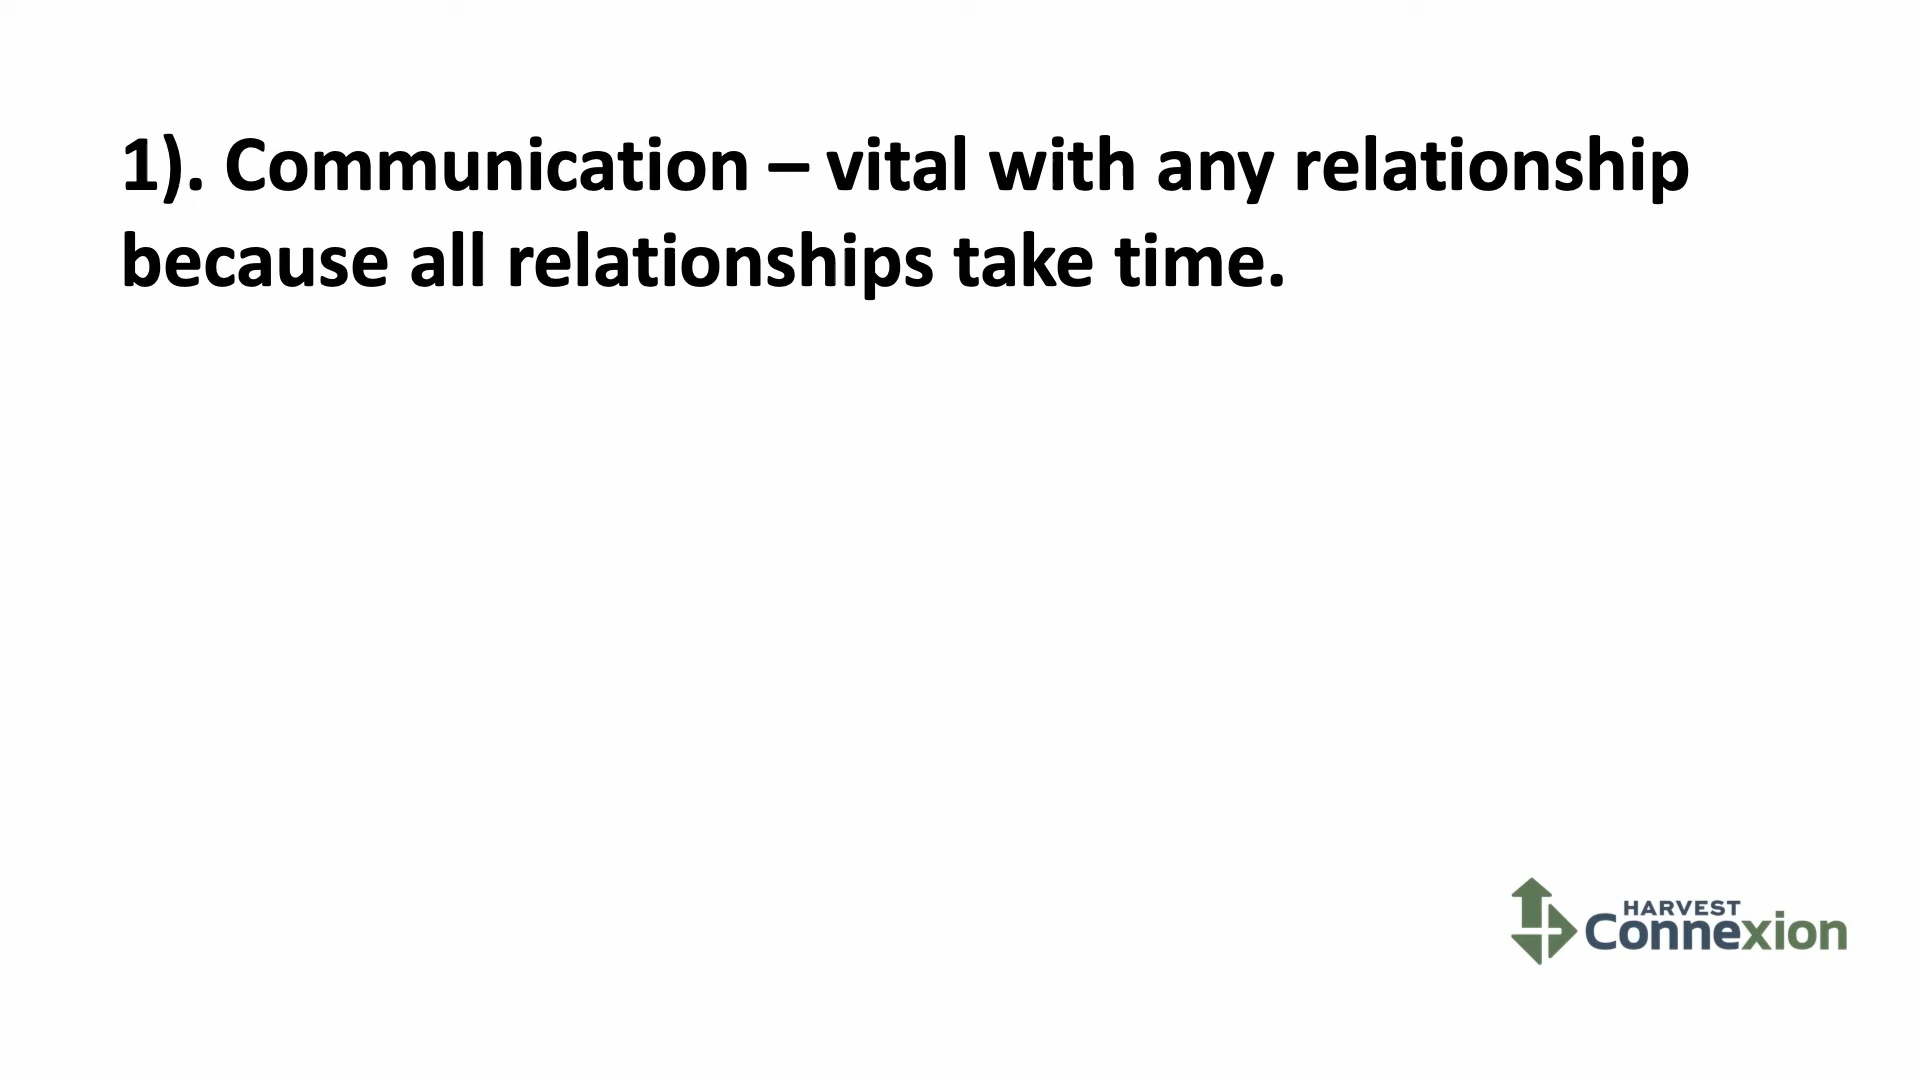 1). Communication – vital with any relationship
because all relationships take time.
HARVEST
Connexion